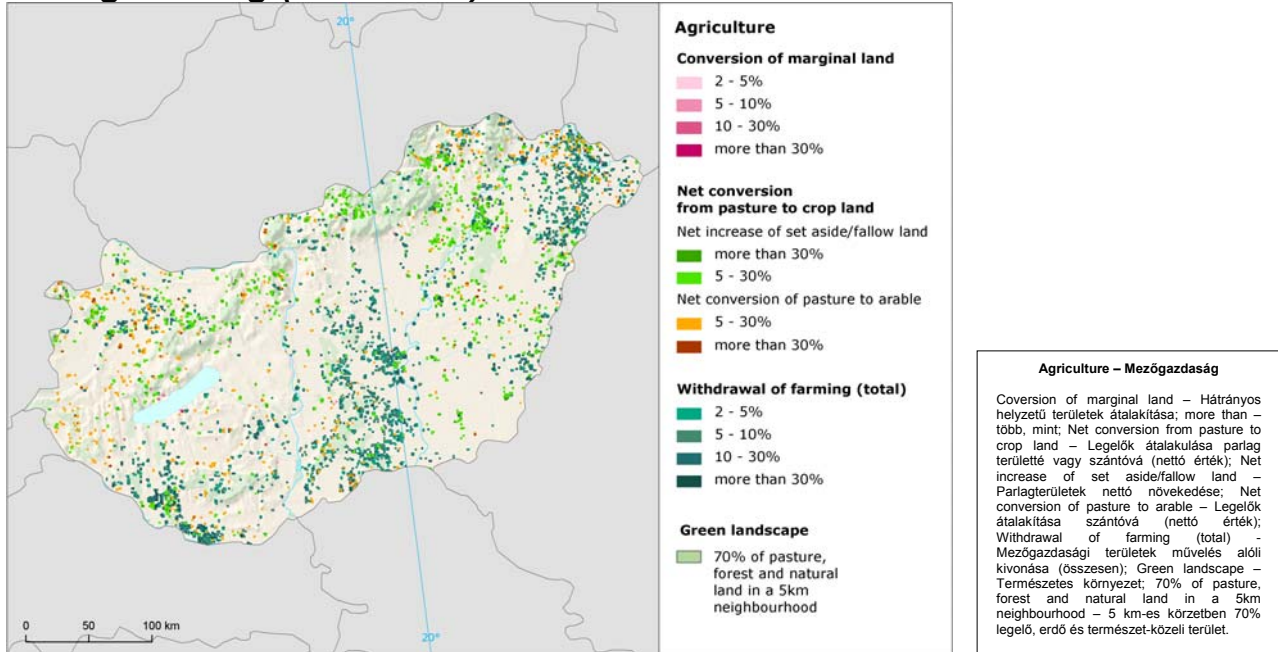 20°
20°
0 50 100 km
Agriculture
Conversion of marginal land
2 - 5%
5 - 10%
10 - 30%
more than 30%
Net conversion
from pasture to crop land
Net increase of set aside/fallow land
more than 30%
5 - 30%
Net conversion of pasture to arable
5 - 30%
more than 30%
Withdrawal of farming (total)
2 - 5%
5 - 10%
10 - 30%
more than 30%
Green landscape
70% of pasture,
forest and natural
land in a 5km
neighbourhood
Agriculture – Mezőgazdaság
Coversion of marginal land – Hátrányos
helyzetű területek átalakítása; more than –
több, mint; Net conversion from pasture to
crop land – Legelők átalakulása parlag
területté vagy szántóvá (nettó érték); Net
increase of set aside/fallow land –
Parlagterületek nettó növekedése; Net
conversion of pasture to arable – Legelők
átalakítása szántóvá (nettó érték);
Withdrawal of farming (total) -
Mezőgazdasági területek művelés alóli
kivonása (összesen); Green landscape –
Természetes környezet; 70% of pasture,
forest and natural land in a 5km
neighbourhood – 5 km-es körzetben 70%
legelő, erdő és természet-közeli terület.